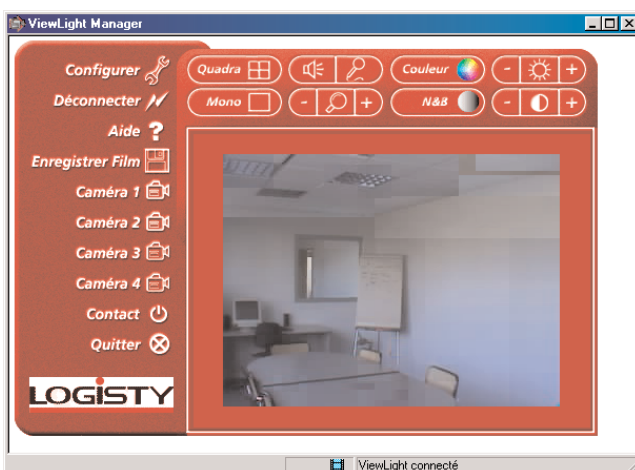 ViewLight Manager
Configurer
Déconnecter
Aide
Enregistrer Film
Caméra 1
Caméra 2
Caméra 3
Caméra 4
Contact
Quitter
LOGISTY
Quadra
Couleur
- +
Mono
- +
N&B
- +
ViewLight connecté